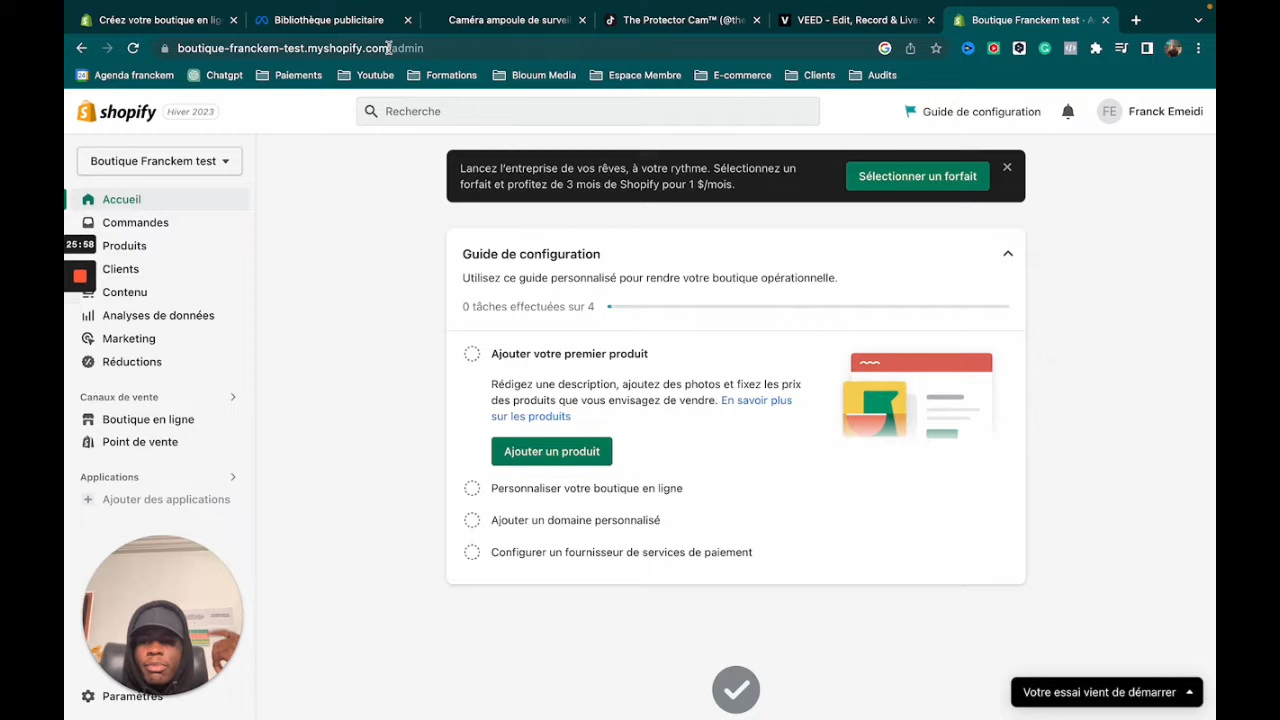 Créez votre boutique en lig
Bibliothèque publicitaire
Caméra ampoule de survei
The Protector Cam™ (@the
VEED - Edit, Record & Live
Boutique Franckem test · A
boutique-franckem-test.myshopify.com/admin
Agenda franckem
Chatgpt
Paiements
Youtube
Formations
Blouum Media
Espace Membre
E-commerce
Clients
Audits
shopify
Hiver 2023
Recherche
Guide de configuration
FE
Franck Emeidi
Boutique Franckem test
Lancez l'entreprise de vos rêves, à votre rythme. Sélectionnez un
forfait et profitez de 3 mois de Shopify pour 1 $/mois.
Sélectionner un forfait
Accueil
Commandes
25:58
Produits
Clients
Contenu
Analyses de données
Marketing
Réductions
Canaux de vente
Boutique en ligne
Point de vente
Applications
Ajouter des applications
Paramètres
Guide de configuration
Utilisez ce guide personnalisé pour rendre votre boutique opérationnelle.
0 tâches effectuées sur 4
Ajouter votre premier produit
Rédigez une description, ajoutez des photos et fixez les prix
des produits que vous envisagez de vendre. En savoir plus
sur les produits
Ajouter un produit
Personnaliser votre boutique en ligne
Ajouter un domaine personnalisé
Configurer un fournisseur de services de paiement
Votre essai vient de démarrer